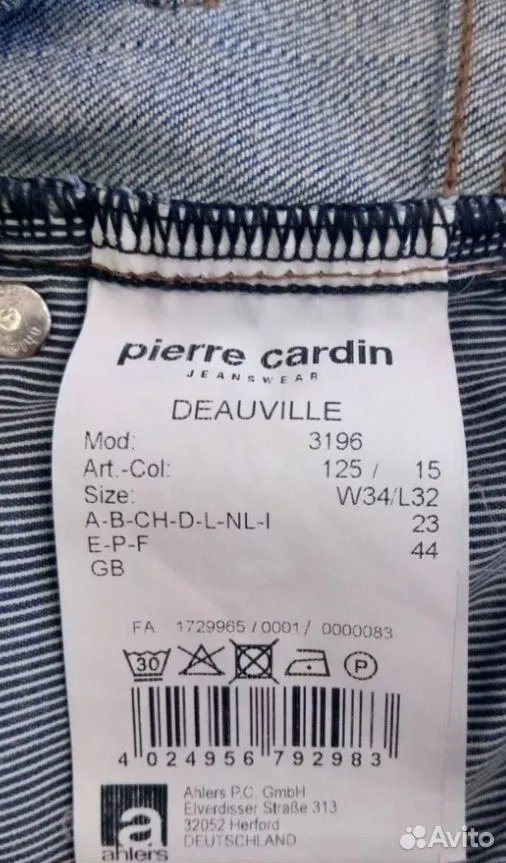 pierre cardin
JEANSWEAR
DEAUVILLE
Mod: 3196
Art.-Col: 125 / 15
Size: W34/L32
A-B-CH-D-L-NL-I 23
E-P-F 44
GB
FA 1729965 / 0001 / 0000083
30 P
4 024956 792983
Ahlers P.C. GmbH
Elverdisser Straße 313
32052 Herford
DEUTSCHLAND
a
ahlers
Avito